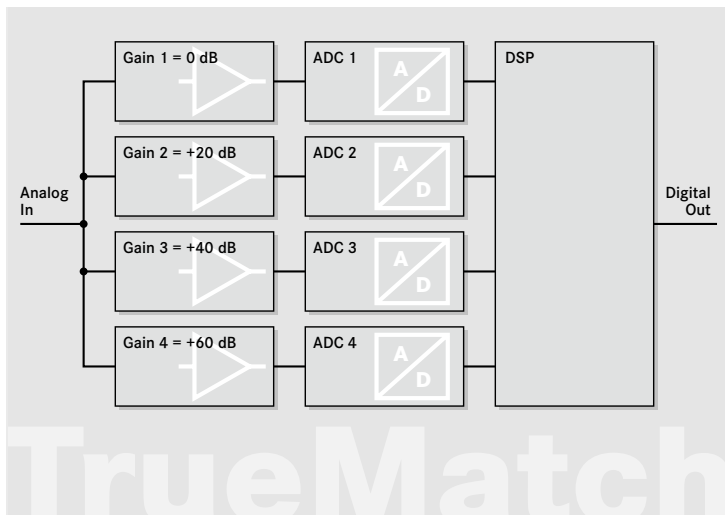 Gain 1 = 0 dB
ADC 1
A
D
DSP
Gain 2 = +20 dB
ADC 2
A
D
Analog
In
Digital
Out
Gain 3 = +40 dB
ADC 3
A
D
Gain 4 = +60 dB
ADC 4
A
D
TrueMatch